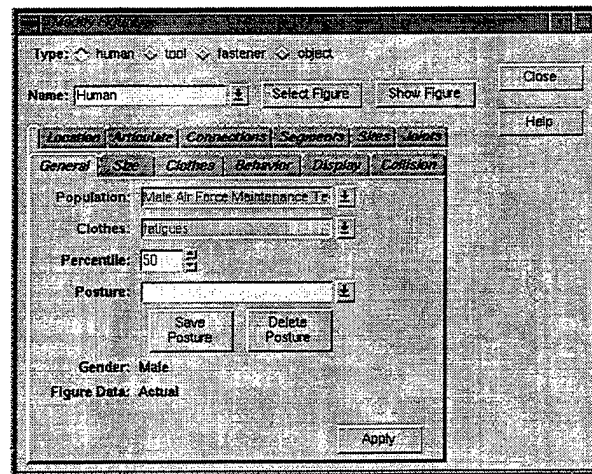 Type: human tool fastener object
Close
Name: Human Select Figure Show Figure
Help
Location Articulate Connections Segments Sites Joints
General Size Clothes Behavior Display Collision
Population: Male Air Force Maintenance Te
Clothes: fatigues
Percentile: 50
Posture:
Save Posture Delete Posture
Gender: Male
Figure Data: Actual
Apply